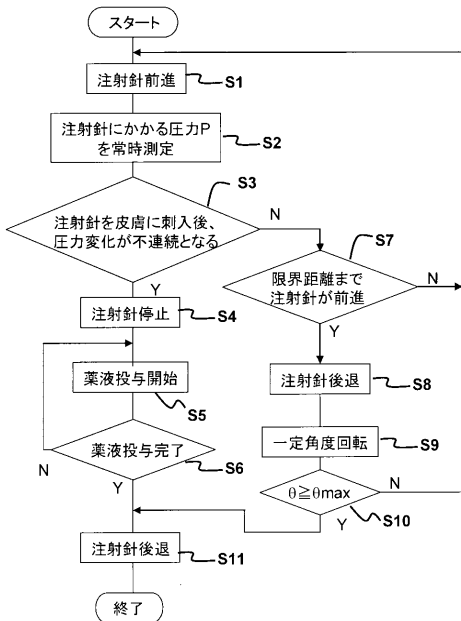 スタート
注射針前進
S1
注射針にかかる圧力P
を常時測定
S2
S3
注射針を皮膚に刺入後、
圧力変化が不連続となる
N
Y
注射針停止
S4
薬液投与開始
S5
薬液投与完了
S6
N
Y
S7
限界距離まで
注射針が前進
N
Y
注射針後退
S8
一定角度回転
S9
θ≧θmax
N
Y
S10
注射針後退
S11
終了